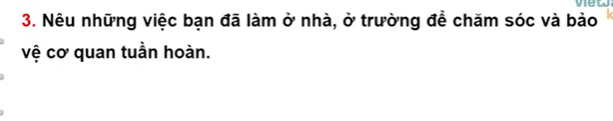 3. Nêu những việc bạn đã làm ở nhà, ở trường để chăm sóc và bảo
vệ cơ quan tuần hoàn.